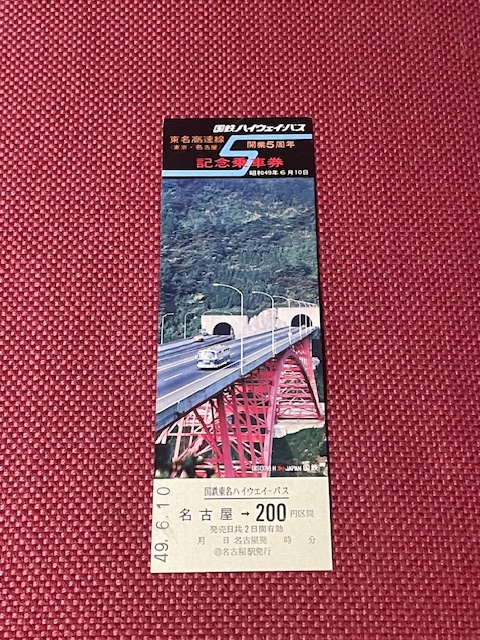 国鉄ハイウェイ・バス
東名高速線
(東京・名古屋)
5
開業5周年
記念乗車券
昭和49年6月10日
DISCOVER JAPAN 国鉄
国鉄東名ハイウエイーバス
名古屋→200円区間
発売日共2日間有効
月 日 名古屋発 時 分
名古屋駅発行
49. 6. 10